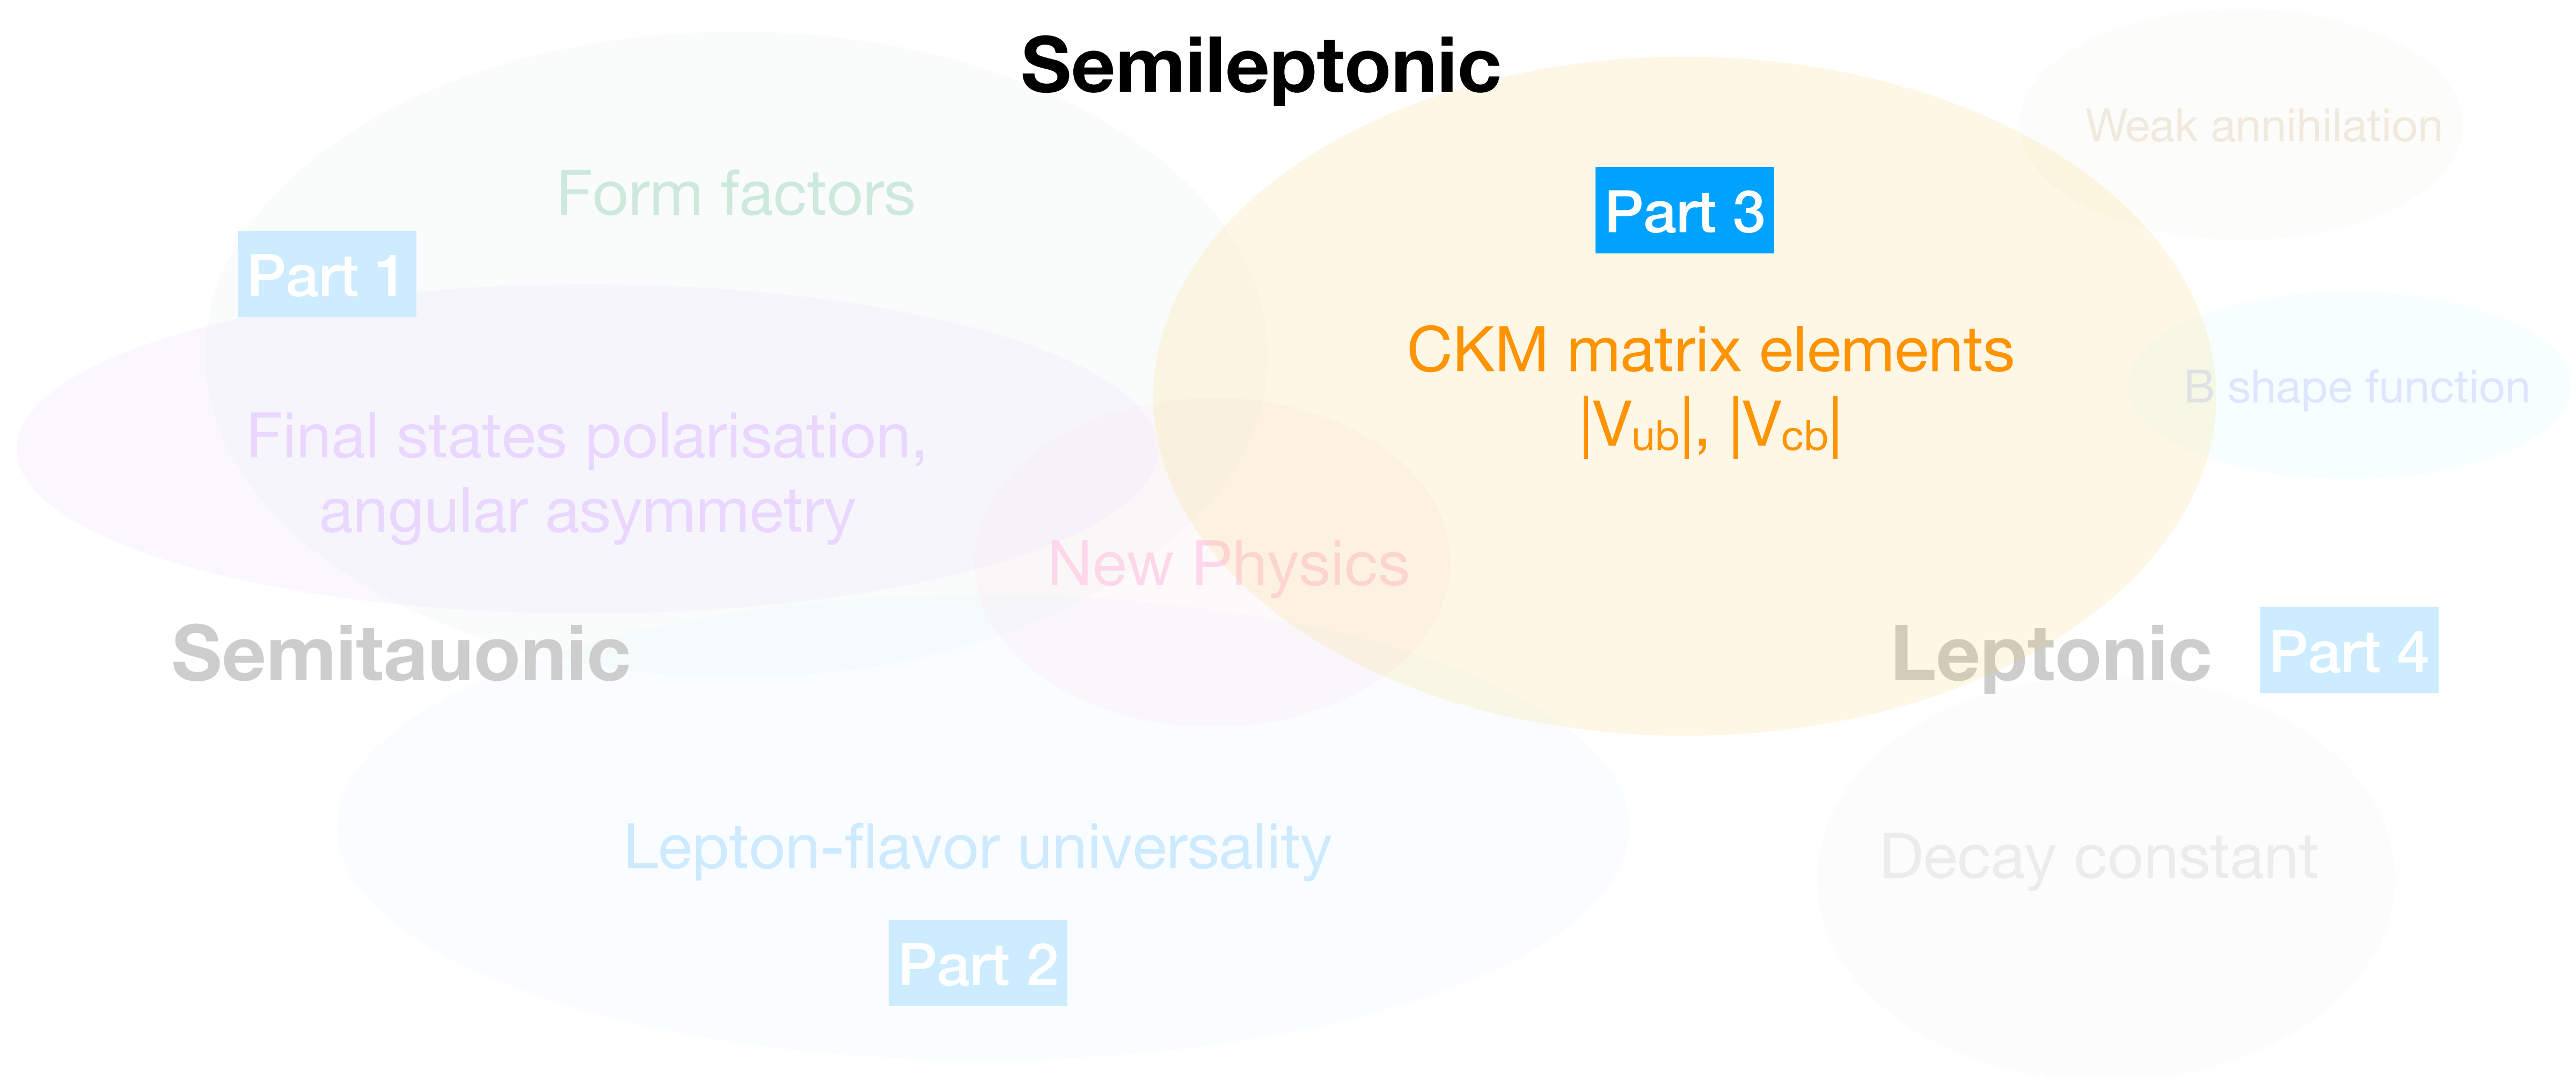 Semileptonic
Weak annihilation
Form factors
Part 3
Part 1
CKM matrix elements
|Vub|, |Vcb|
B shape function
Final states polarisation,
angular asymmetry
New Physics
Semitauonic
Leptonic
Part 4
Lepton-flavor universality
Decay constant
Part 2